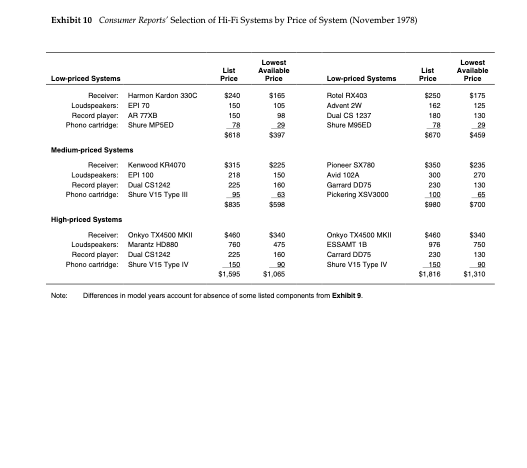 Exhibit 10 Consumer Reports' Selection of Hi-Fi Systems by Price of System (November 1978)
Low-priced Systems List Price Lowest Available Price Low-priced Systems List Price Lowest Available Price
Receiver: Harmon Kardon 330C $240 $165 Rotel RX403 $250 $175
Loudspeakers: EPI 70 150 105 Advent 2W 162 125
Record player: AR 77XB 150 98 Dual CS 1237 180 130
Phono cartridge: Shure MP5ED 78 29 Shure M95ED 78 29
$618 $397 $670 $459
Medium-priced Systems
Receiver: Kenwood KR4070 $315 $225 Pioneer SX780 $350 $235
Loudspeakers: EPI 100 218 150 Avid 102A 300 270
Record player: Dual CS1242 225 160 Garrard DD75 230 130
Phono cartridge: Shure V15 Type III 95 63 Pickering XSV3000 100 65
$835 $598 $980 $700
High-priced Systems
Receiver: Onkyo TX4500 MKII $460 $340 Onkyo TX4500 MKII $460 $340
Loudspeakers: Marantz HD880 760 475 ESSAMT 1B 976 750
Record player: Dual CS1242 225 160 Carrard DD75 230 130
Phono cartridge: Shure V15 Type IV 150 90 Shure V15 Type IV 150 90
$1,595 $1,065 $1,816 $1,310
Note: Differences in model years account for absence of some listed components from Exhibit 9.